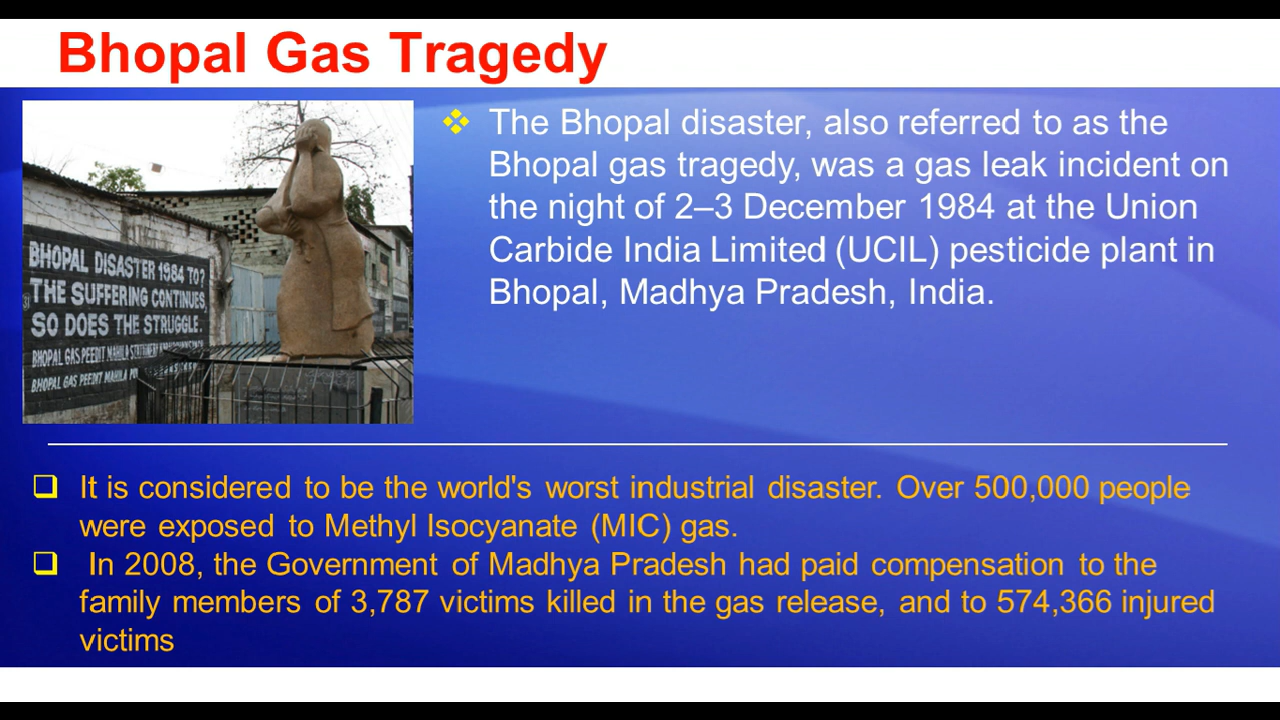 Bhopal Gas Tragedy
The Bhopal disaster, also referred to as the
Bhopal gas tragedy, was a gas leak incident on
the night of 2–3 December 1984 at the Union
Carbide India Limited (UCIL) pesticide plant in
Bhopal, Madhya Pradesh, India.
BHOPAL DISASTER 1984 TO?
THE SUFFERING CONTINUES,
SO DOES THE STRUGGLE.
BHOPAL GAS PEEDIT MAHILA
BHOPAL GAS PEEDIT MAHILA
It is considered to be the world's worst industrial disaster. Over 500,000 people
were exposed to Methyl Isocyanate (MIC) gas.
In 2008, the Government of Madhya Pradesh had paid compensation to the
family members of 3,787 victims killed in the gas release, and to 574,366 injured
victims